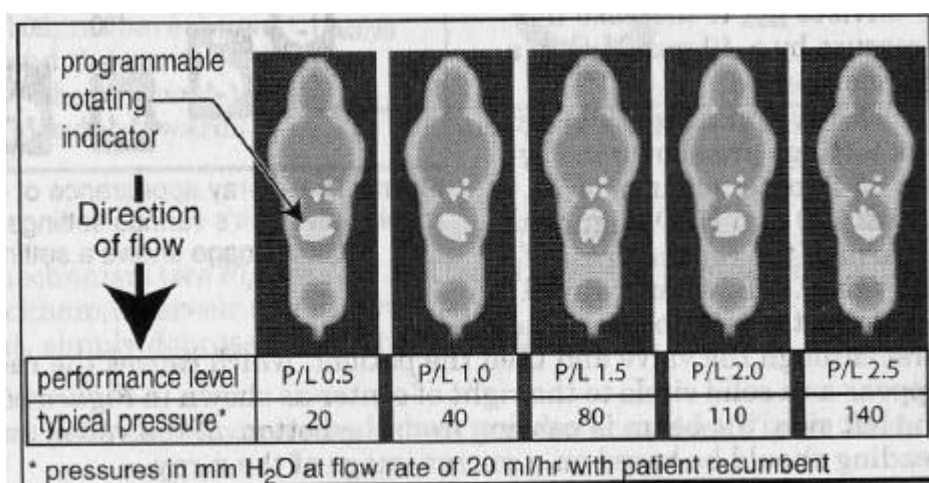 programmable
rotating
indicator
Direction
of flow
performance level P/L 0.5 P/L 1.0 P/L 1.5 P/L 2.0 P/L 2.5
typical pressure* 20 40 80 110 140
* pressures in mm H₂O at flow rate of 20 ml/hr with patient recumbent